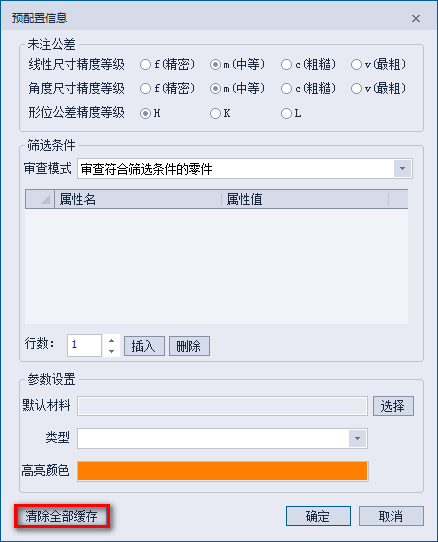 预配置信息
未注公差
线性尺寸精度等级 f(精密) m(中等) c(粗糙) v(最粗)
角度尺寸精度等级 f(精密) m(中等) c(粗糙) v(最粗)
形位公差精度等级 H K L
筛选条件
审查模式 审查符合筛选条件的零件
属性名 属性值
行数: 1 插入 删除
参数设置
默认材料 选择
类型
高亮颜色
清除全部缓存 确定 取消